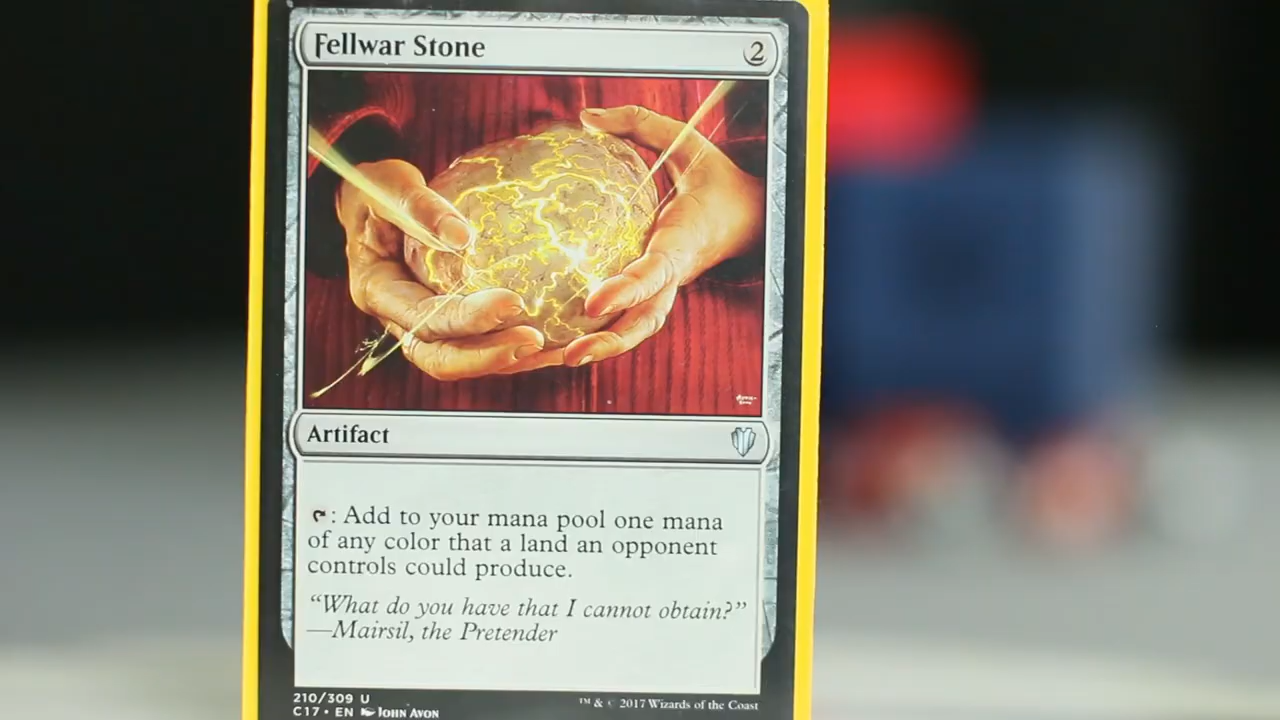 Fellwar Stone 2
Artifact
: Add to your mana pool one mana
of any color that a land an opponent
controls could produce.
“What do you have that I cannot obtain?”
—Mairsil, the Pretender
210/309 U
C17 • EN JOHN AVON
™ & © 2017 Wizards of the Coast